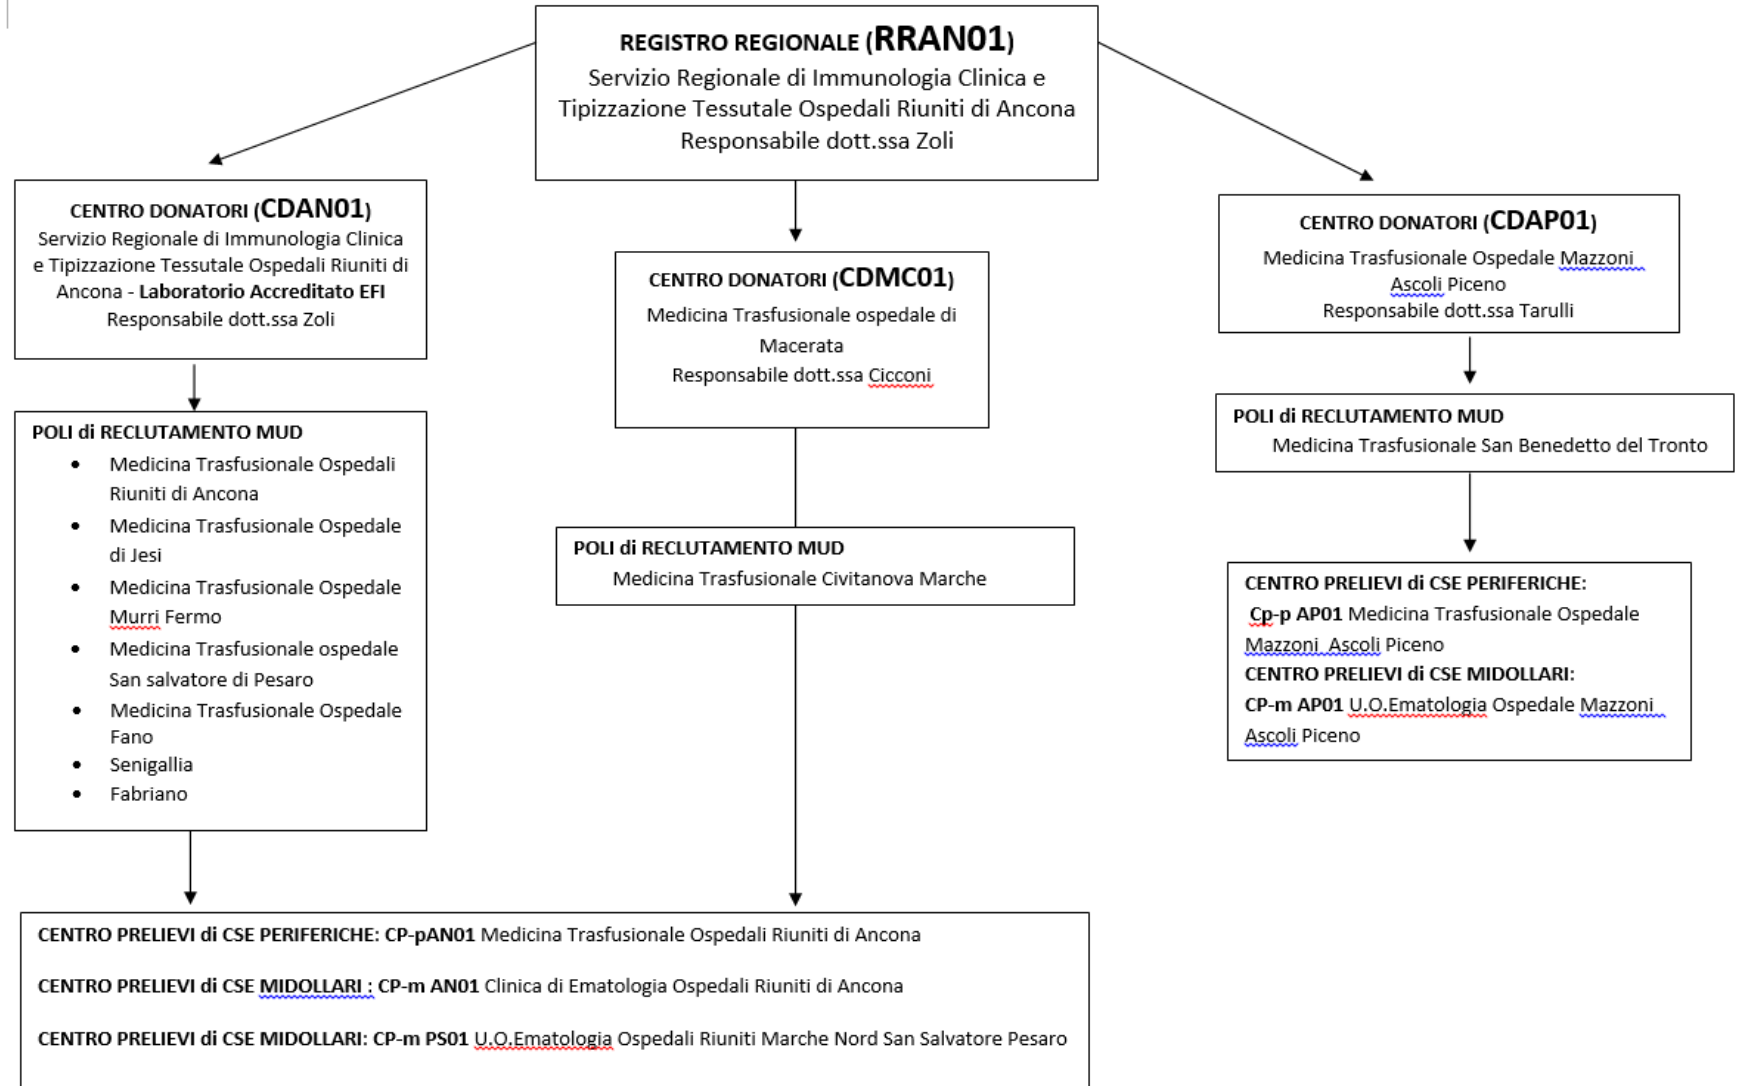 REGISTRO REGIONALE (RRAN01)
Servizio Regionale di Immunologia Clinica e
Tipizzazione Tessutale Ospedali Riuniti di Ancona
Responsabile dott.ssa Zoli
CENTRO DONATORI (CDAN01)
Servizio Regionale di Immunologia Clinica
e Tipizzazione Tessutale Ospedali Riuniti di
Ancona - Laboratorio Accreditato EFI
Responsabile dott.ssa Zoli
CENTRO DONATORI (CDMC01)
Medicina Trasfusionale ospedale di
Macerata
Responsabile dott.ssa Cicconi
CENTRO DONATORI (CDAP01)
Medicina Trasfusionale Ospedale Mazzoni
Ascoli Piceno
Responsabile dott.ssa Tarulli
POLI di RECLUTAMENTO MUD
• Medicina Trasfusionale Ospedali
Riuniti di Ancona
• Medicina Trasfusionale Ospedale
di Jesi
• Medicina Trasfusionale Ospedale
Murri Fermo
• Medicina Trasfusionale ospedale
San salvatore di Pesaro
• Medicina Trasfusionale Ospedale
Fano
• Senigallia
• Fabriano
POLI di RECLUTAMENTO MUD
Medicina Trasfusionale Civitanova Marche
POLI di RECLUTAMENTO MUD
Medicina Trasfusionale San Benedetto del Tronto
CENTRO PRELIEVI di CSE PERIFERICHE:
Cp-p AP01 Medicina Trasfusionale Ospedale
Mazzoni Ascoli Piceno
CENTRO PRELIEVI di CSE MIDOLLARI:
CP-m AP01 U.O.Ematologia Ospedale Mazzoni
Ascoli Piceno
CENTRO PRELIEVI di CSE PERIFERICHE: CP-pAN01 Medicina Trasfusionale Ospedali Riuniti di Ancona
CENTRO PRELIEVI di CSE MIDOLLARI : CP-m AN01 Clinica di Ematologia Ospedali Riuniti di Ancona
CENTRO PRELIEVI di CSE MIDOLLARI: CP-m PS01 U.O.Ematologia Ospedali Riuniti Marche Nord San Salvatore Pesaro